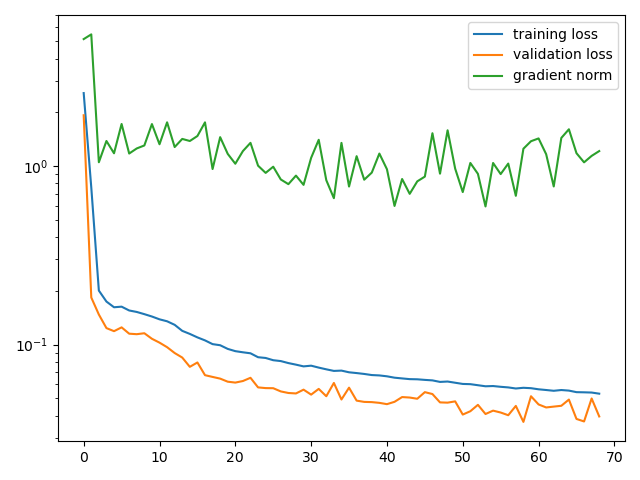 training loss
validation loss
gradient norm
10⁰
10⁻¹
0 10 20 30 40 50 60 70